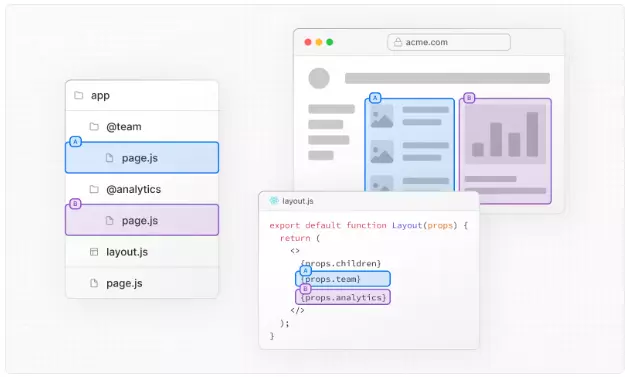 app
@team
A
page.js
@analytics
B
page.js
layout.js
page.js
acme.com
A
B
layout.js
export default function Layout(props) {
return (
<>
{props.children}
A
{props.team}
B
{props.analytics}
</>
);
}